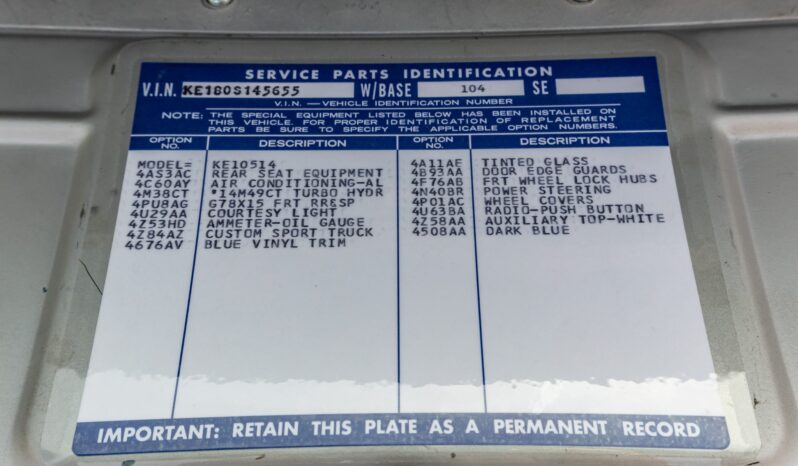 SERVICE PARTS IDENTIFICATION
V.I.N. KE180S145655 W/BASE 104 SE
V.I.N. — VEHICLE IDENTIFICATION NUMBER
NOTE: THE SPECIAL EQUIPMENT LISTED BELOW HAS BEEN INSTALLED ON
THIS VEHICLE. FOR PROPER IDENTIFICATION OF REPLACEMENT
PARTS BE SURE TO SPECIFY THE APPLICABLE OPTION NUMBERS.
OPTION NO. DESCRIPTION OPTION NO. DESCRIPTION
MODEL= KE10514
4AS3AC REAR SEAT EQUIPMENT
4C60AY AIR CONDITIONING-AL
4M38CT *14M49CT TURBO HYDR
4PU8AG G78X15 FRT RR&SP
4U29AA COURTESY LIGHT
4Z53HD AMMETER-OIL GAUGE
4Z84AZ CUSTOM SPORT TRUCK
4676AV BLUE VINYL TRIM
4A11AE TINTED GLASS
4B93AA DOOR EDGE GUARDS
4F76AB FRT WHEEL LOCK HUBS
4N40BR POWER STEERING
4P01AC WHEEL COVERS
4U63BA RADIO-PUSH BUTTON
4Z58AA AUXILIARY TOP-WHITE
4508AA DARK BLUE
IMPORTANT: RETAIN THIS PLATE AS A PERMANENT RECORD